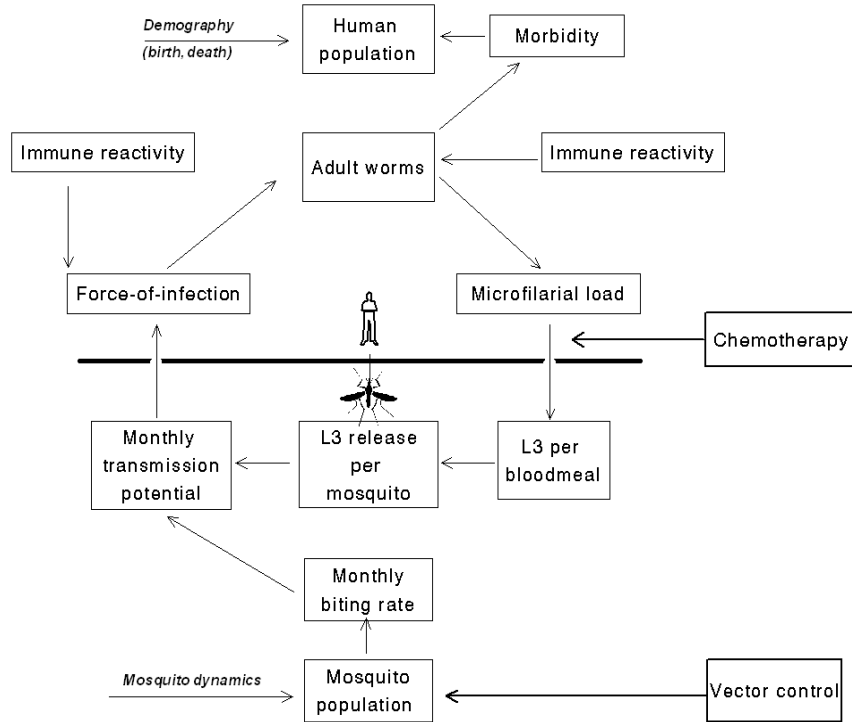 Demography
(birth, death)
Human
population
Morbidity
Immune reactivity
Adult worms
Immune reactivity
Force-of-infection
Microfilarial load
Chemotherapy
Monthly
transmission
potential
L3 release
per
mosquito
L3 per
bloodmeal
Monthly
biting rate
Mosquito dynamics
Mosquito
population
Vector control